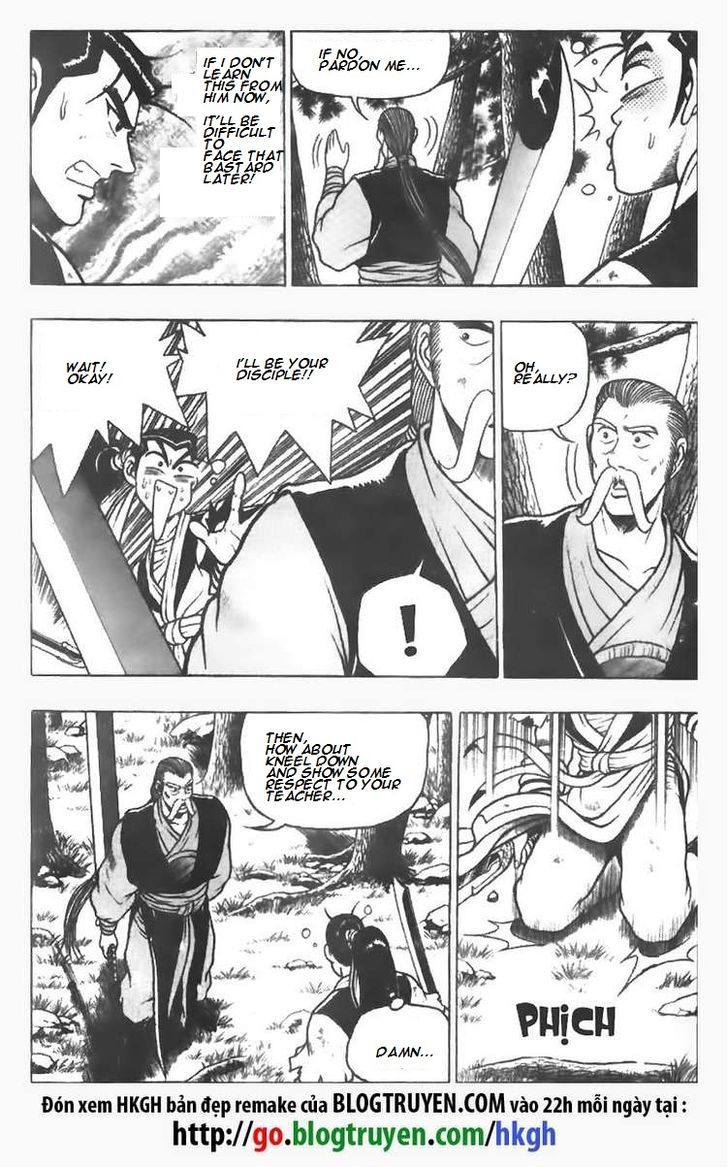 IF I DON'T
LEARN
THIS FROM
HIM NOW,
IT'LL BE
DIFFICULT
TO
FACE THAT
BASTARD
LATER!
IF NO,
PARDON ME...
WAIT!
OKAY!
I'LL BE YOUR
DISCIPLE!!
!
OH,
REALLY?
THEN,
HOW ABOUT
KNEEL DOWN
AND SHOW SOME
RESPECT TO YOUR
TEACHER...
DAMN...
PHỊCH
Đón xem HKGH bản đẹp remake của BLOGTRUYEN.COM vào 22h mỗi ngày tại :
http://go.blogtruyen.com/hkgh